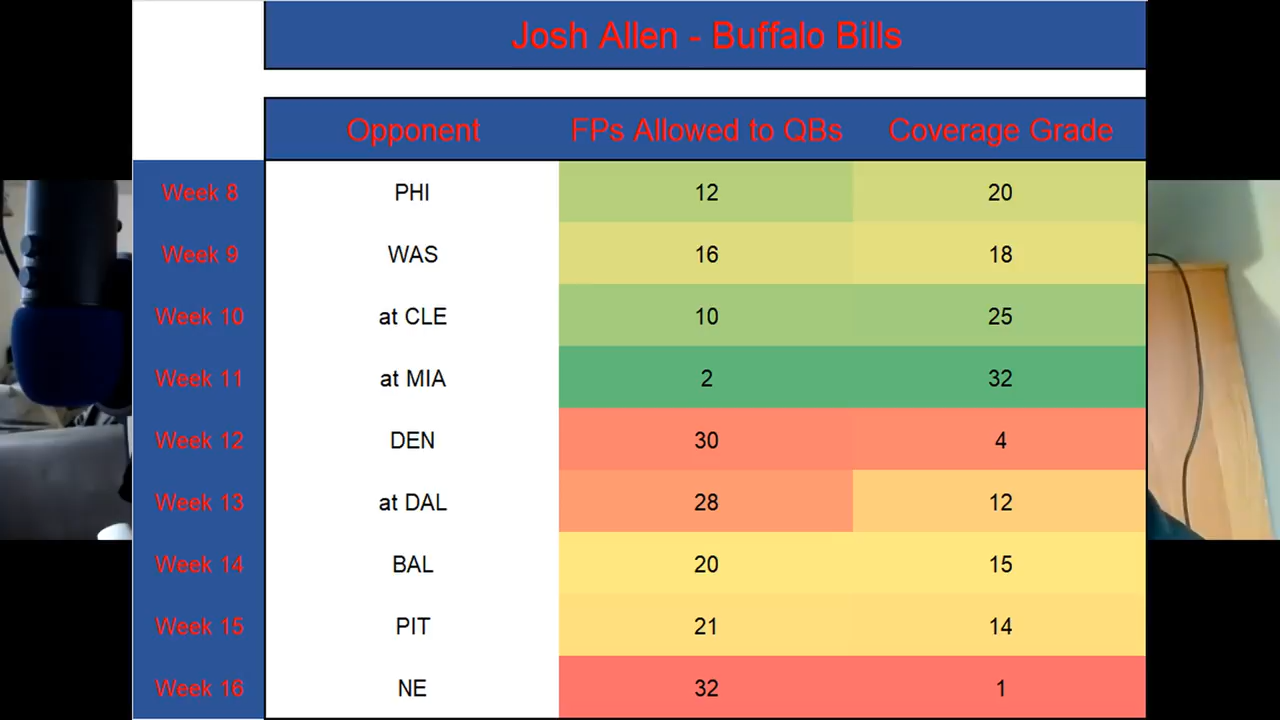 Josh Allen - Buffalo Bills
Opponent FPs Allowed to QBs Coverage Grade
Week 8 PHI 12 20
Week 9 WAS 16 18
Week 10 at CLE 10 25
Week 11 at MIA 2 32
Week 12 DEN 30 4
Week 13 at DAL 28 12
Week 14 BAL 20 15
Week 15 PIT 21 14
Week 16 NE 32 1